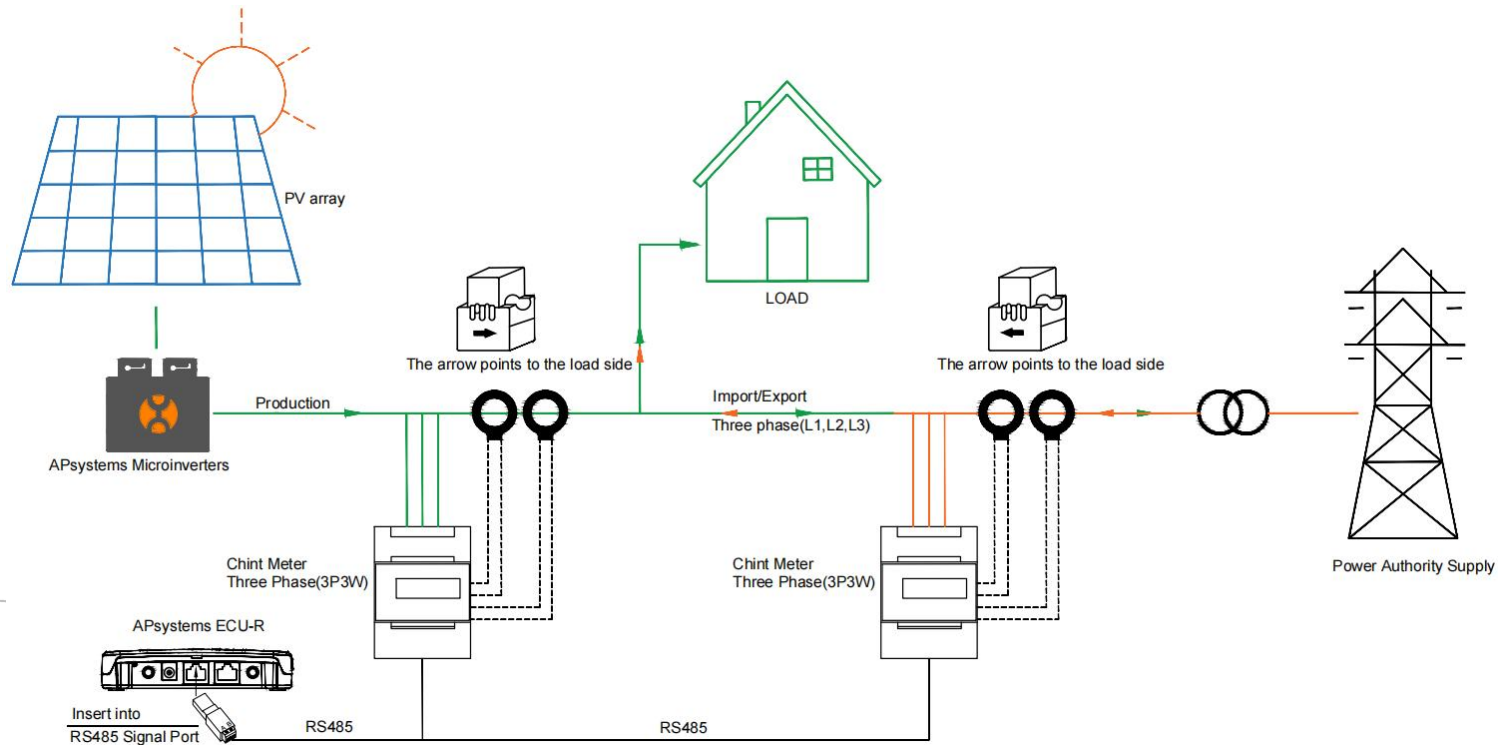 PV array
LOAD
The arrow points to the load side
The arrow points to the load side
Production
Import/Export
Three phase(L1,L2,L3)
APsystems Microinverters
Chint Meter
Three Phase(3P3W)
Chint Meter
Three Phase(3P3W)
Power Authority Supply
APsystems ECU-R
Insert into
RS485 Signal Port
RS485
RS485